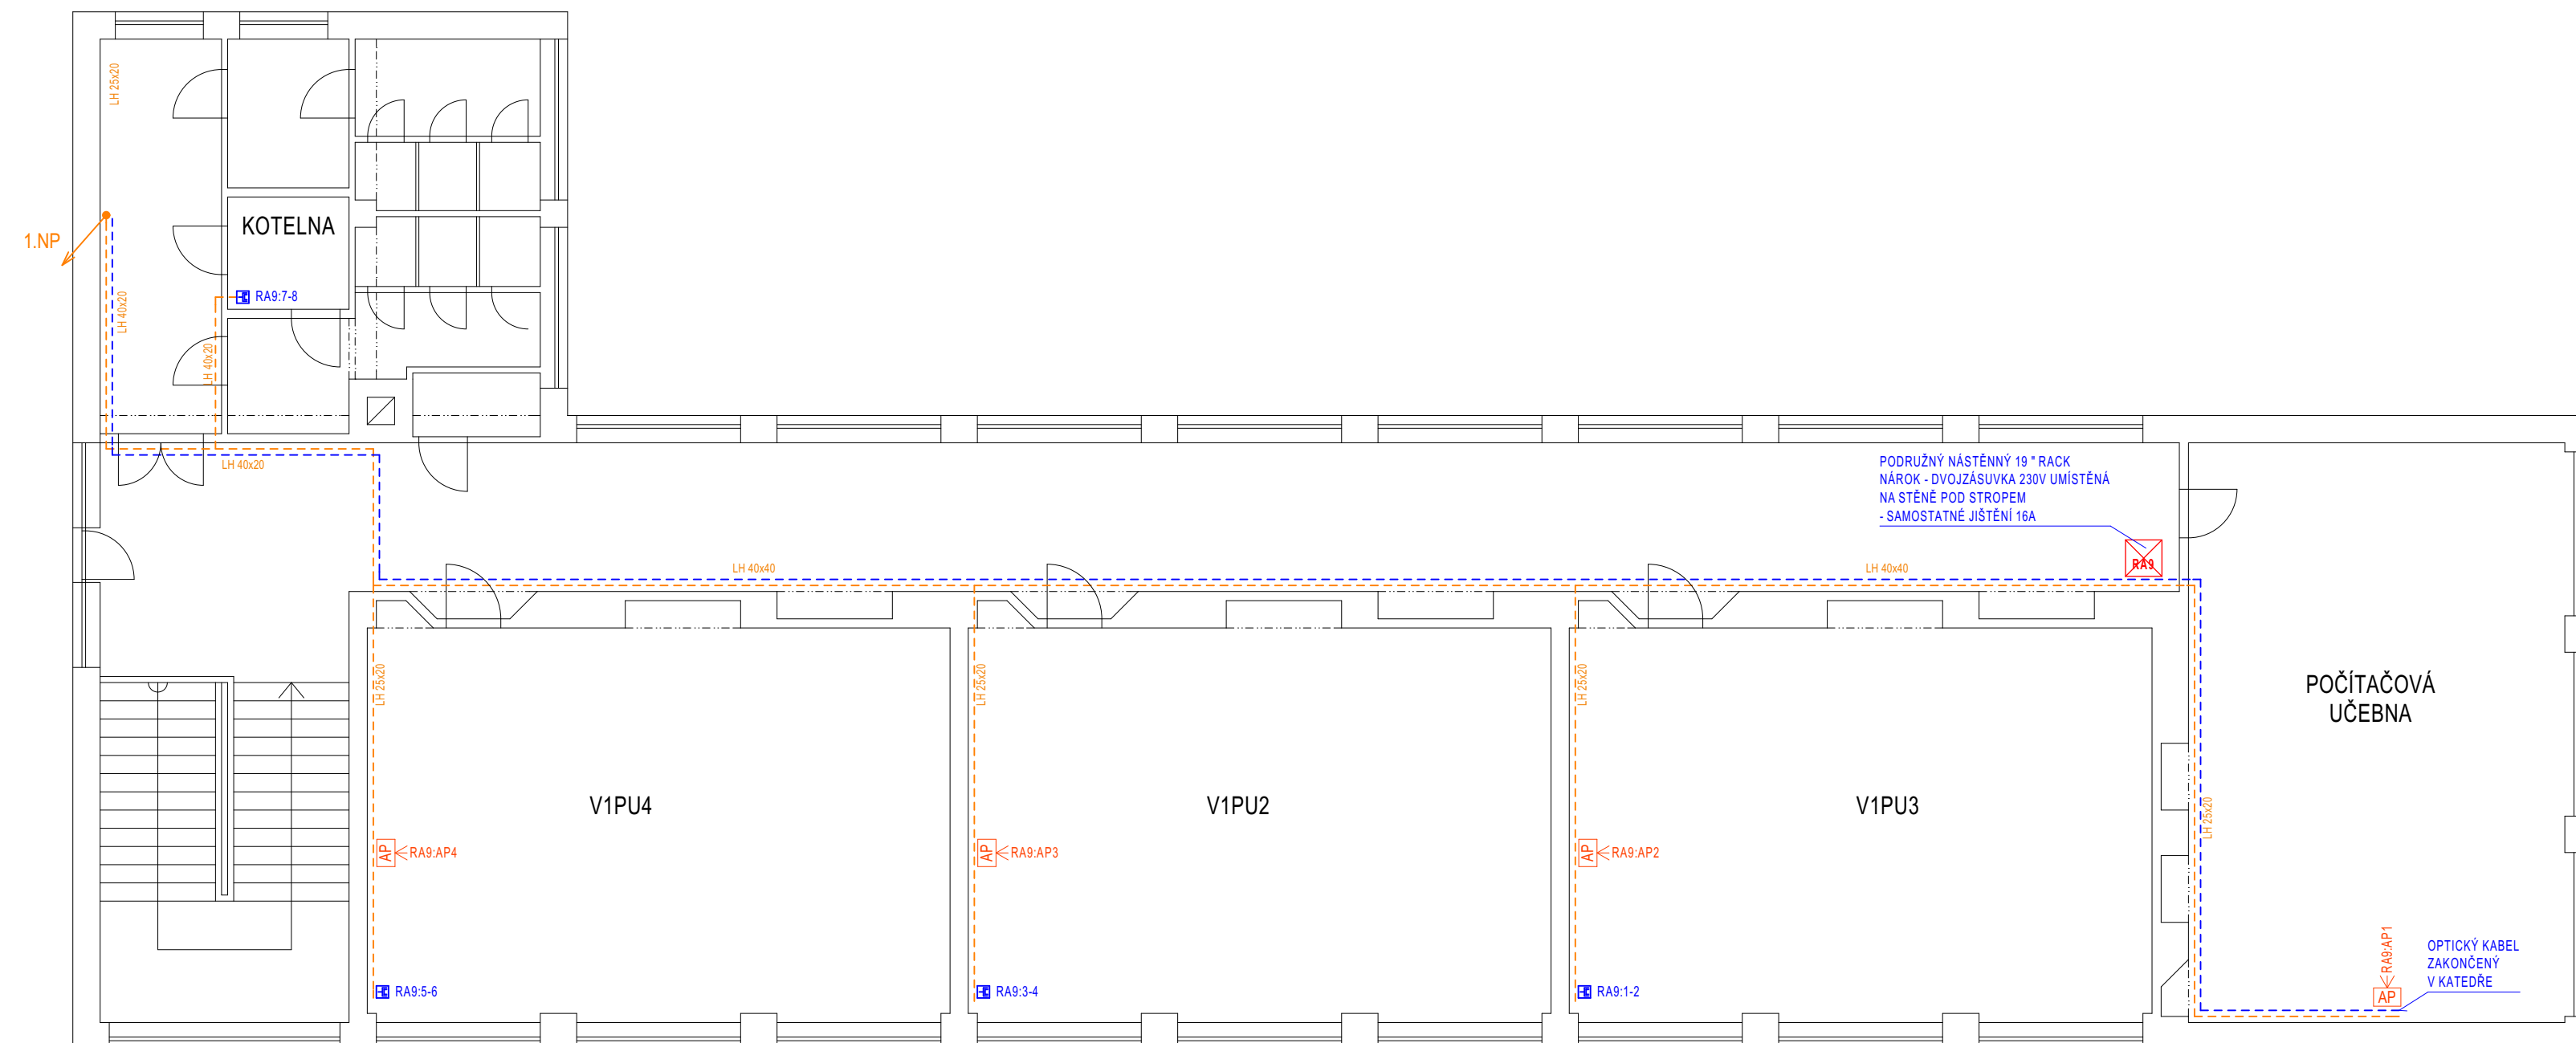 LH 25x20
KOTELNA
1.NP
RA9:7-8
LH 40x20
LH 40x20
LH 40x20
PODRUŽNÝ NÁSTĚNNÝ 19 " RACK
NÁROK - DVOJZÁSUVKA 230V UMÍSTĚNÁ
NA STĚNĚ POD STROPEM
- SAMOSTATNÉ JIŠTĚNÍ 16A
RA9
LH 40x40
LH 40x40
LH 25x20
LH 25x20
LH 25x20
POČÍTAČOVÁ
UČEBNA
V1PU4
V1PU2
V1PU3
LH 25x20
AP
RA9:AP4
AP
RA9:AP3
AP
RA9:AP2
RA9:AP1
AP
OPTICKÝ KABEL
ZAKONČENÝ
V KATEDŘE
RA9:5-6
RA9:3-4
RA9:1-2